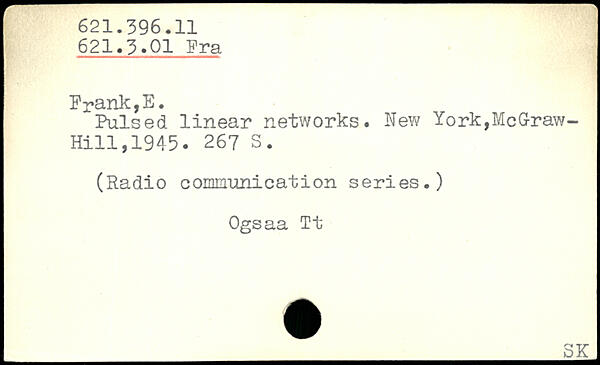 621.396.11
621.3.01 Fra
Frank,E.
Pulsed linear networks. New York,McGraw-
Hill,1945. 267 S.
(Radio communication series.)
Ogsaa Tt
SK